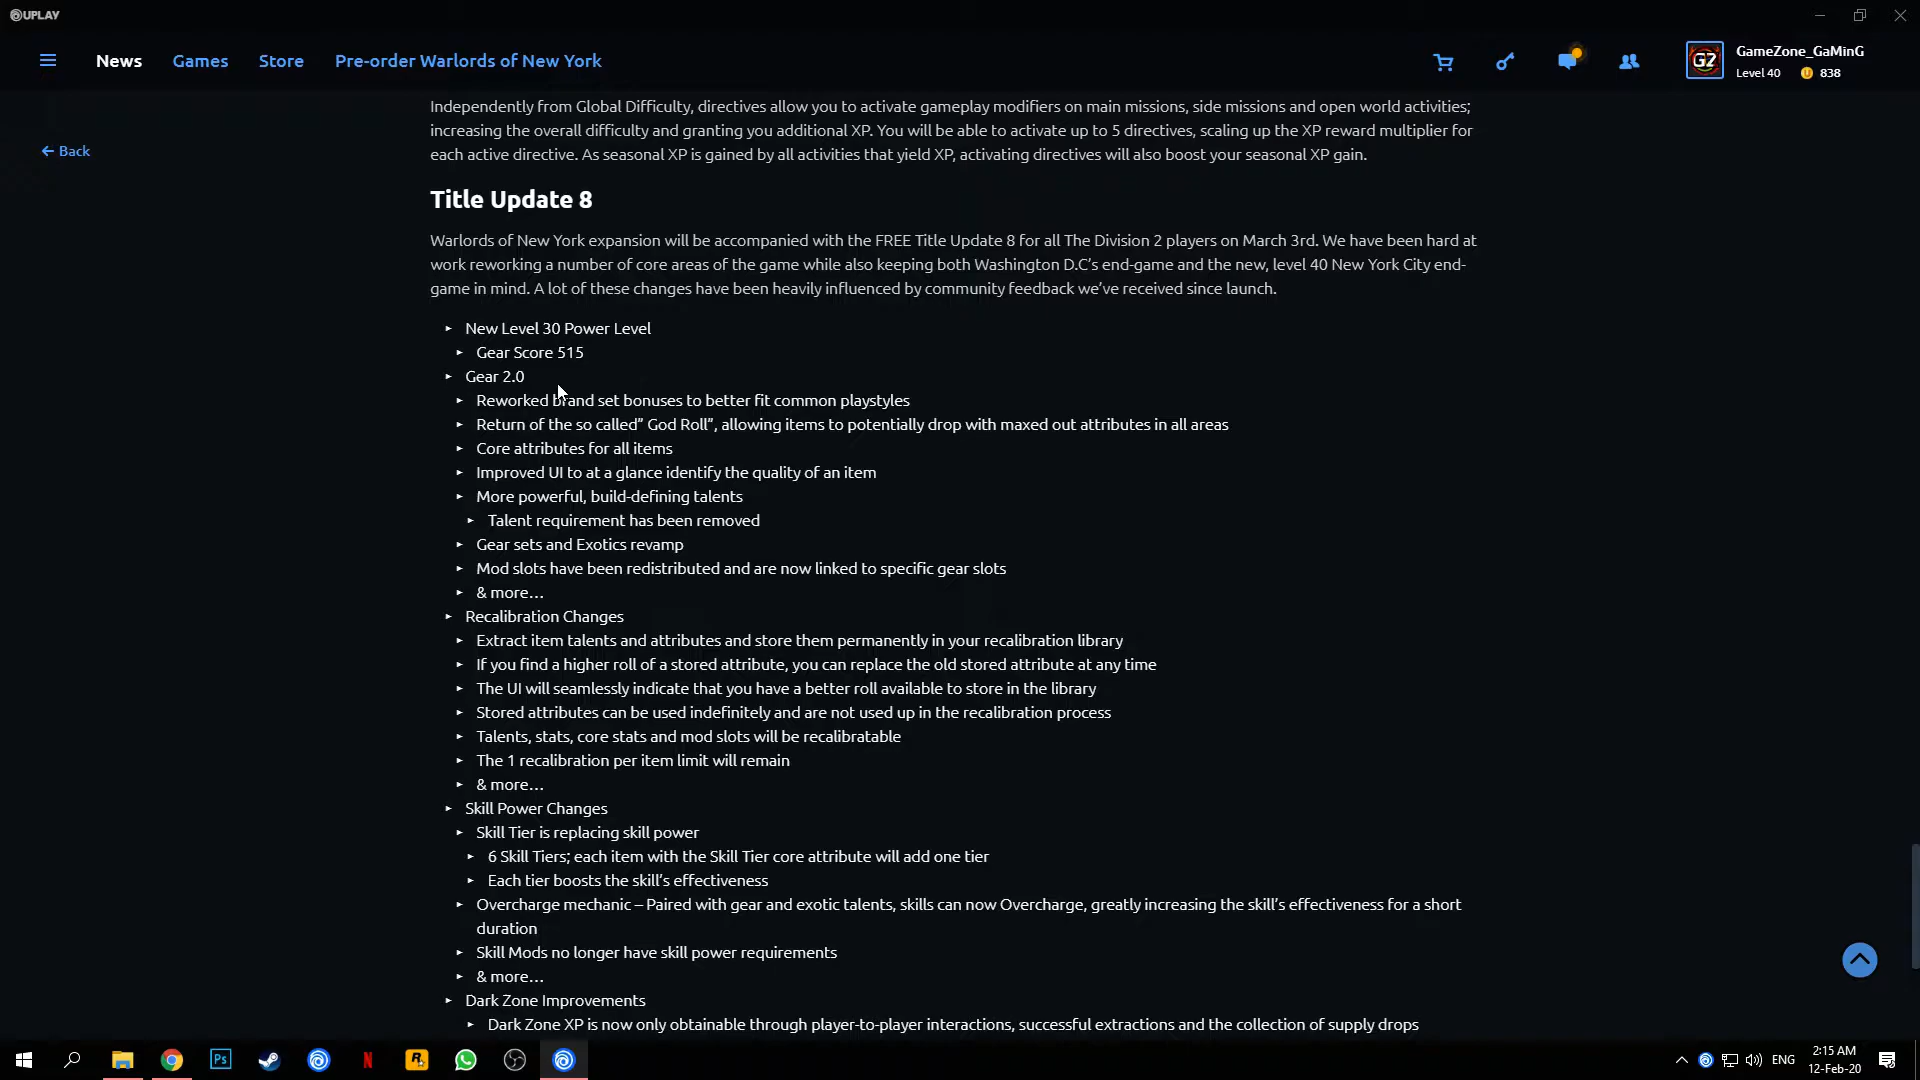 UPLAY
News Games Store Pre-order Warlords of New York
GameZone_GaMinG
Level 40 838
Back
Independently from Global Difficulty, directives allow you to activate gameplay modifiers on main missions, side missions and open world activities;
increasing the overall difficulty and granting you additional XP. You will be able to activate up to 5 directives, scaling up the XP reward multiplier for
each active directive. As seasonal XP is gained by all activities that yield XP, activating directives will also boost your seasonal XP gain.
Title Update 8
Warlords of New York expansion will be accompanied with the FREE Title Update 8 for all The Division 2 players on March 3rd. We have been hard at
work reworking a number of core areas of the game while also keeping both Washington D.C’s end-game and the new, level 40 New York City end-
game in mind. A lot of these changes have been heavily influenced by community feedback we’ve received since launch.
New Level 30 Power Level
Gear Score 515
Gear 2.0
Reworked brand set bonuses to better fit common playstyles
Return of the so called” God Roll”, allowing items to potentially drop with maxed out attributes in all areas
Core attributes for all items
Improved UI to at a glance identify the quality of an item
More powerful, build-defining talents
Talent requirement has been removed
Gear sets and Exotics revamp
Mod slots have been redistributed and are now linked to specific gear slots
& more…
Recalibration Changes
Extract item talents and attributes and store them permanently in your recalibration library
If you find a higher roll of a stored attribute, you can replace the old stored attribute at any time
The UI will seamlessly indicate that you have a better roll available to store in the library
Stored attributes can be used indefinitely and are not used up in the recalibration process
Talents, stats, core stats and mod slots will be recalibratable
The 1 recalibration per item limit will remain
& more…
Skill Power Changes
Skill Tier is replacing skill power
6 Skill Tiers; each item with the Skill Tier core attribute will add one tier
Each tier boosts the skill’s effectiveness
Overcharge mechanic – Paired with gear and exotic talents, skills can now Overcharge, greatly increasing the skill’s effectiveness for a short
duration
Skill Mods no longer have skill power requirements
& more…
Dark Zone Improvements
Dark Zone XP is now only obtainable through player-to-player interactions, successful extractions and the collection of supply drops
ENG
2:15 AM
12-Feb-20